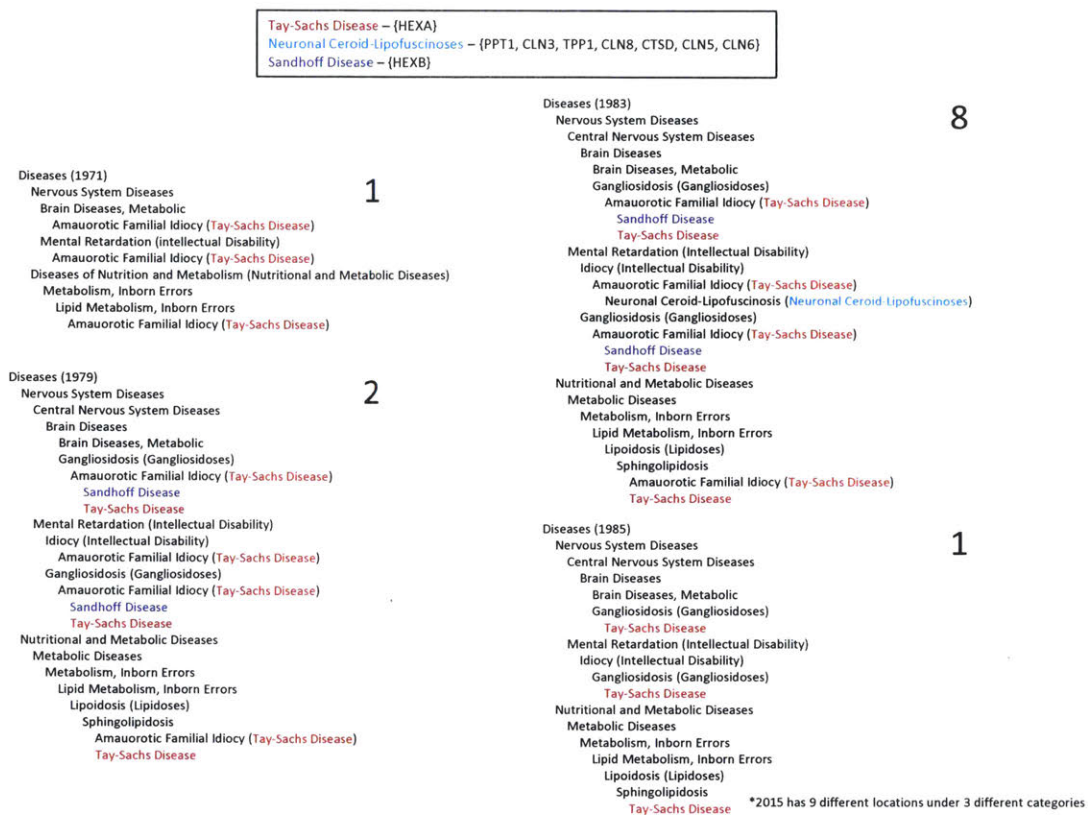 Tay-Sachs Disease – {HEXA}
Neuronal Ceroid-Lipofuscinoses – {PPT1, CLN3, TPP1, CLN8, CTSD, CLN5, CLN6}
Sandhoff Disease – {HEXB}
Diseases (1971)
1
Nervous System Diseases
Brain Diseases, Metabolic
Amauorotic Familial Idiocy (Tay-Sachs Disease)
Mental Retardation (intellectual Disability)
Amauorotic Familial Idiocy (Tay-Sachs Disease)
Diseases of Nutrition and Metabolism (Nutritional and Metabolic Diseases)
Metabolism, Inborn Errors
Lipid Metabolism, Inborn Errors
Amauorotic Familial Idiocy (Tay-Sachs Disease)
Diseases (1979)
2
Nervous System Diseases
Central Nervous System Diseases
Brain Diseases
Brain Diseases, Metabolic
Gangliosidosis (Gangliosidoses)
Amauorotic Familial Idiocy (Tay-Sachs Disease)
Sandhoff Disease
Tay-Sachs Disease
Mental Retardation (Intellectual Disability)
Idiocy (Intellectual Disability)
Amauorotic Familial Idiocy (Tay-Sachs Disease)
Gangliosidosis (Gangliosidoses)
Amauorotic Familial Idiocy (Tay-Sachs Disease)
Sandhoff Disease
Tay-Sachs Disease
Nutritional and Metabolic Diseases
Metabolic Diseases
Metabolism, Inborn Errors
Lipid Metabolism, Inborn Errors
Lipoidosis (Lipidoses)
Sphingolipidosis
Amauorotic Familial Idiocy (Tay-Sachs Disease)
Tay-Sachs Disease
Diseases (1983)
8
Nervous System Diseases
Central Nervous System Diseases
Brain Diseases
Brain Diseases, Metabolic
Gangliosidosis (Gangliosidoses)
Amauorotic Familial Idiocy (Tay-Sachs Disease)
Sandhoff Disease
Tay-Sachs Disease
Mental Retardation (Intellectual Disability)
Idiocy (Intellectual Disability)
Amauorotic Familial Idiocy (Tay-Sachs Disease)
Neuronal Ceroid-Lipofuscinosis (Neuronal Ceroid-Lipofuscinoses)
Gangliosidosis (Gangliosidoses)
Amauorotic Familial Idiocy (Tay-Sachs Disease)
Sandhoff Disease
Tay-Sachs Disease
Nutritional and Metabolic Diseases
Metabolic Diseases
Metabolism, Inborn Errors
Lipid Metabolism, Inborn Errors
Lipoidosis (Lipidoses)
Sphingolipidosis
Amauorotic Familial Idiocy (Tay-Sachs Disease)
Tay-Sachs Disease
Diseases (1985)
1
Nervous System Diseases
Central Nervous System Diseases
Brain Diseases
Brain Diseases, Metabolic
Gangliosidosis (Gangliosidoses)
Tay-Sachs Disease
Mental Retardation (Intellectual Disability)
Idiocy (Intellectual Disability)
Gangliosidosis (Gangliosidoses)
Tay-Sachs Disease
Nutritional and Metabolic Diseases
Metabolic Diseases
Metabolism, Inborn Errors
Lipid Metabolism, Inborn Errors
Lipoidosis (Lipidoses)
Sphingolipidosis
Tay-Sachs Disease
*2015 has 9 different locations under 3 different categories